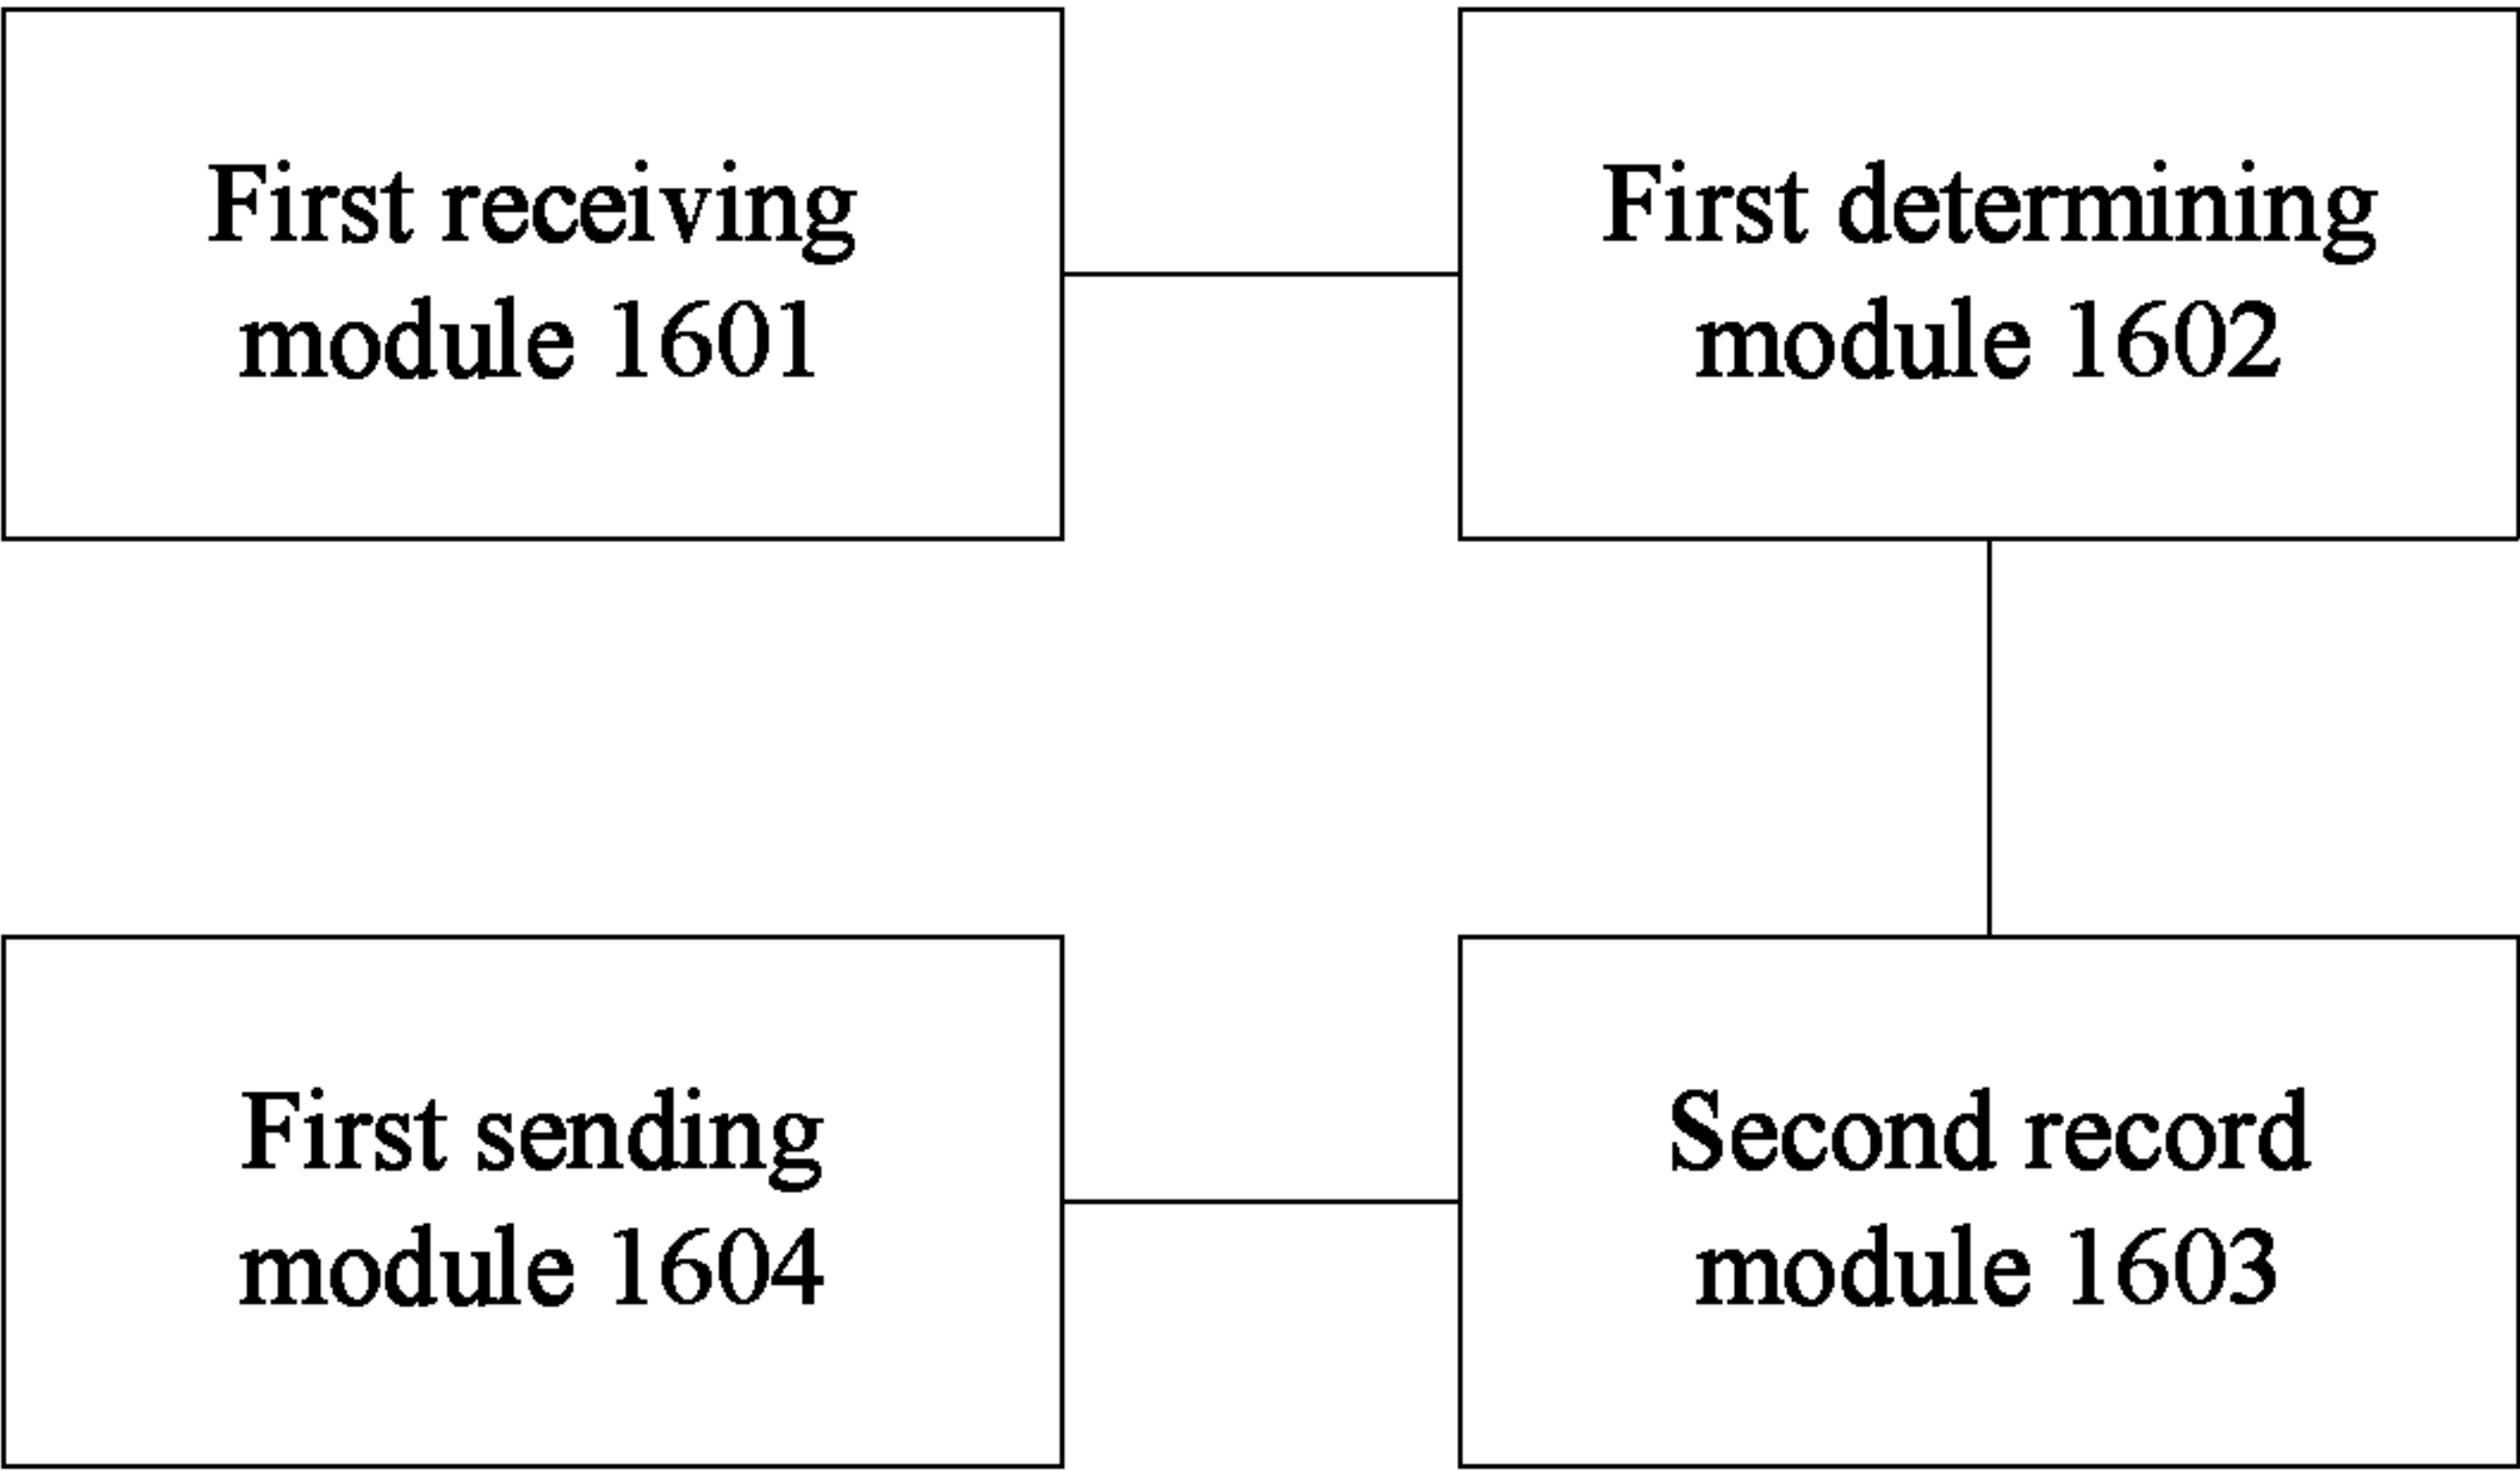 First receiving
module 1601
First determining
module 1602
First sending
module 1604
Second record
module 1603